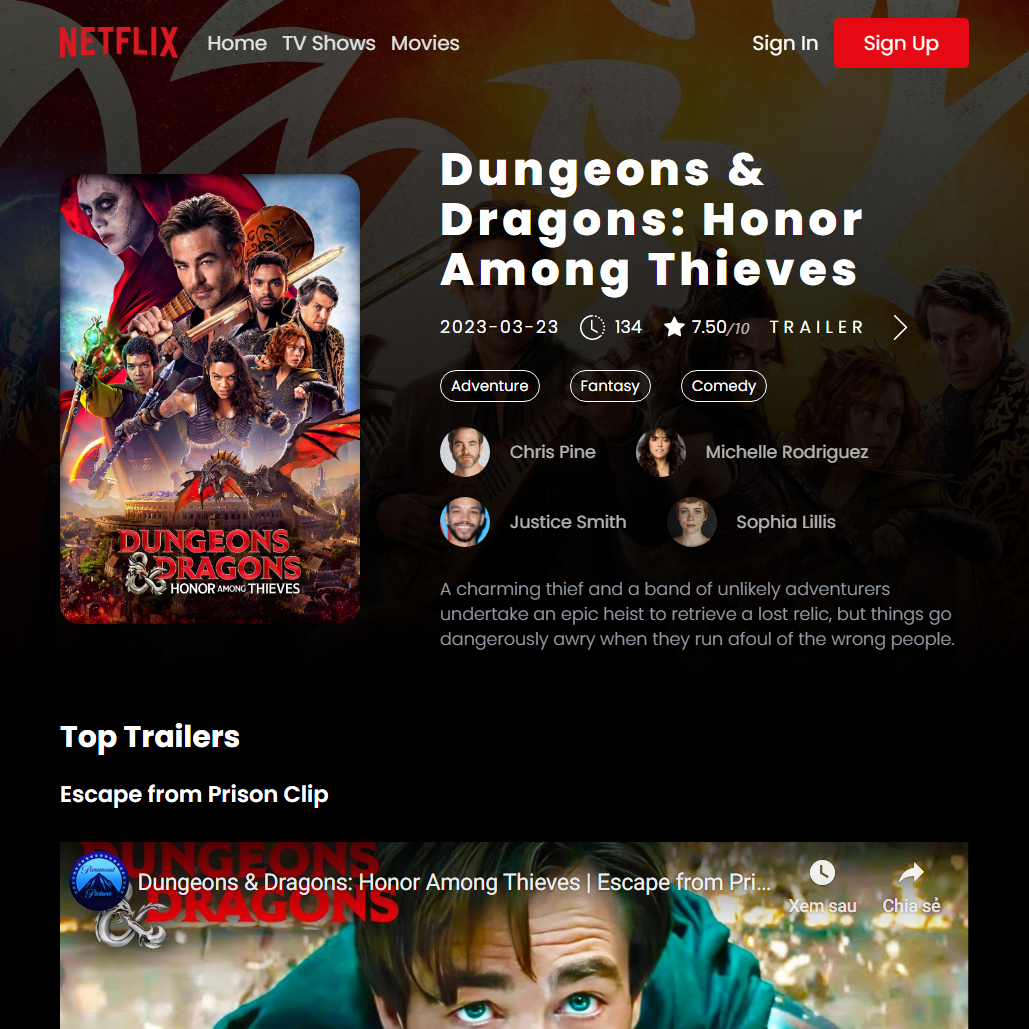 NETFLIX Home TV Shows Movies Sign In Sign Up
Dungeons &
Dragons: Honor
Among Thieves
2023-03-23 134 7.50/10 TRAILER
Adventure Fantasy Comedy
Chris Pine Michelle Rodriguez
Justice Smith Sophia Lillis
A charming thief and a band of unlikely adventurers
undertake an epic heist to retrieve a lost relic, but things go
dangerously awry when they run afoul of the wrong people.
DUNGEONS
& DRAGONS
HONOR AMONG THIEVES
Top Trailers
Escape from Prison Clip
DUNGEONS
& DRAGONS
Paramount
Pictures
Dungeons & Dragons: Honor Among Thieves | Escape from Pri...
Xem sau Chia sẻ